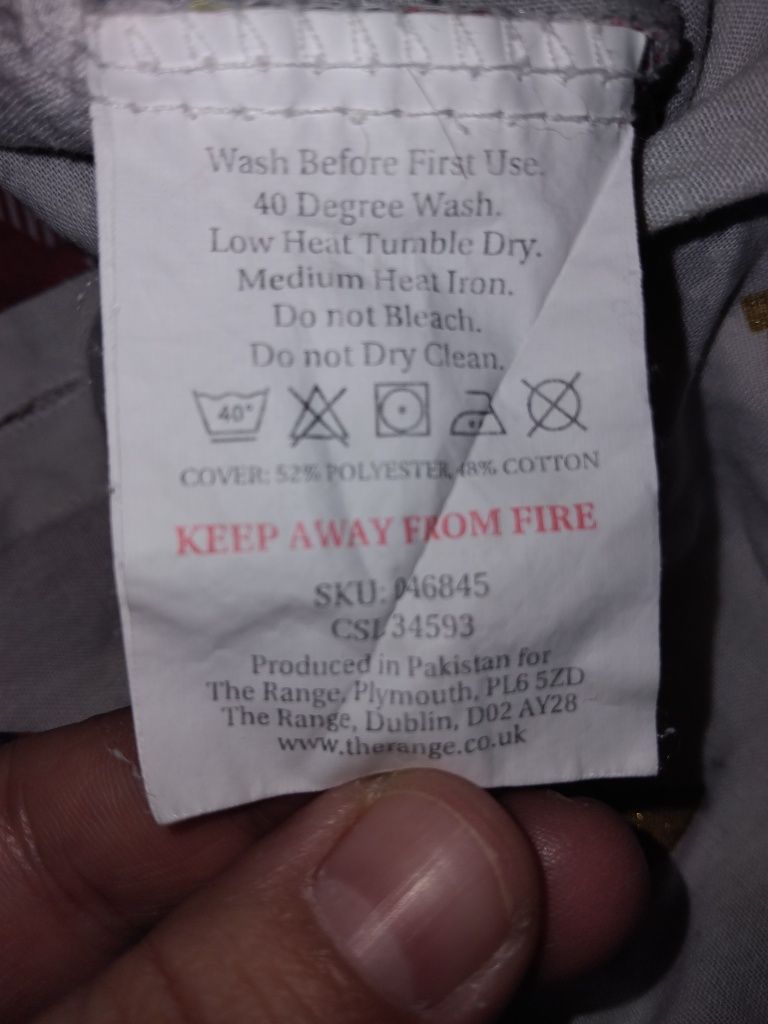 Wash Before First Use.
40 Degree Wash.
Low Heat Tumble Dry.
Medium Heat Iron.
Do not Bleach.
Do not Dry Clean.
40°
COVER: 52% POLYESTER, 48% COTTON
KEEP AWAY FROM FIRE
SKU: 046845
CSL34593
Produced in Pakistan for
The Range, Plymouth, PL6 5ZD
The Range, Dublin, D02 AY28
www.therange.co.uk